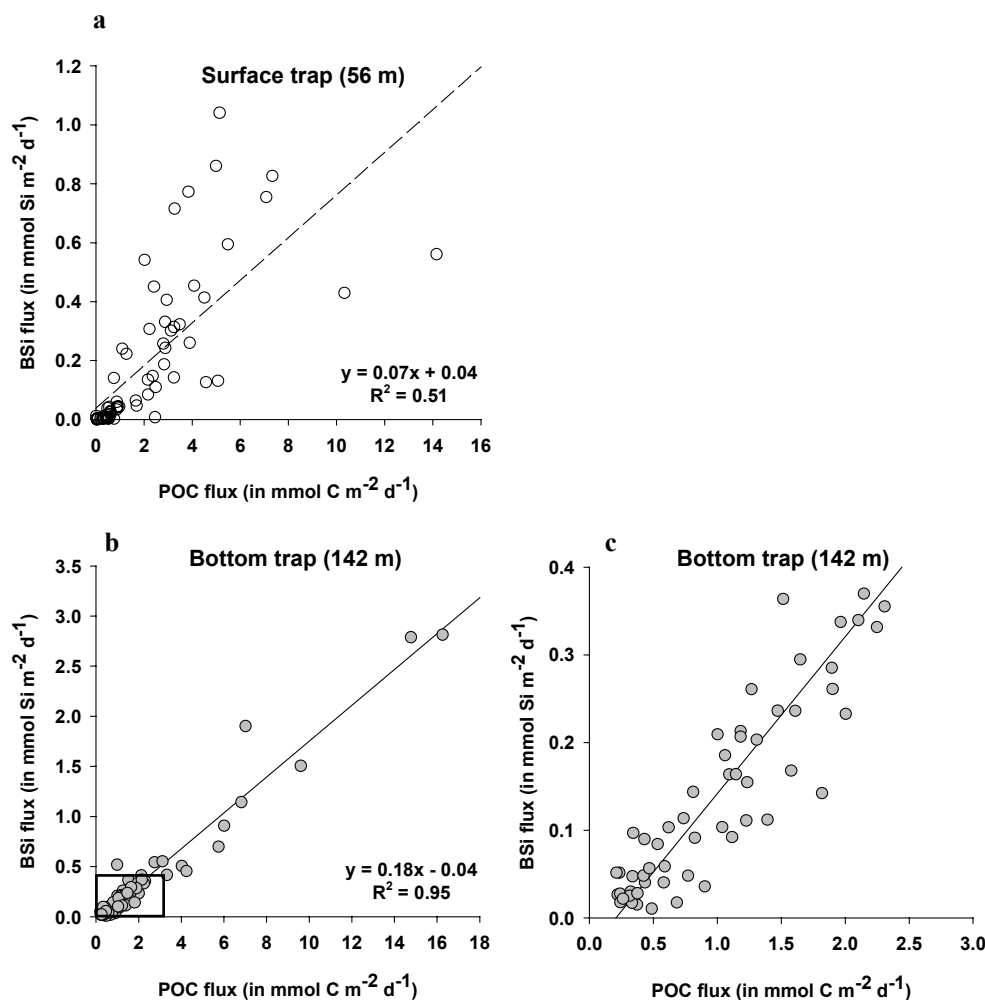 a
Surface trap (56 m)
BSi flux (in mmol Si m-2 d-1)
1.2
1.0
0.8
0.6
0.4
0.2
0.0
y = 0.07x + 0.04
R2 = 0.51
0 2 4 6 8 10 12 14 16
POC flux (in mmol C m-2 d-1)
b
Bottom trap (142 m)
BSi flux (in mmol Si m-2 d-1)
3.5
3.0
2.5
2.0
1.5
1.0
0.5
0.0
y = 0.18x - 0.04
R2 = 0.95
0 2 4 6 8 10 12 14 16 18
POC flux (in mmol C m-2 d-1)
c
Bottom trap (142 m)
BSi flux (in mmol Si m-2 d-1)
0.4
0.3
0.2
0.1
0.0
0.0 0.5 1.0 1.5 2.0 2.5 3.0
POC flux (in mmol C m-2 d-1)